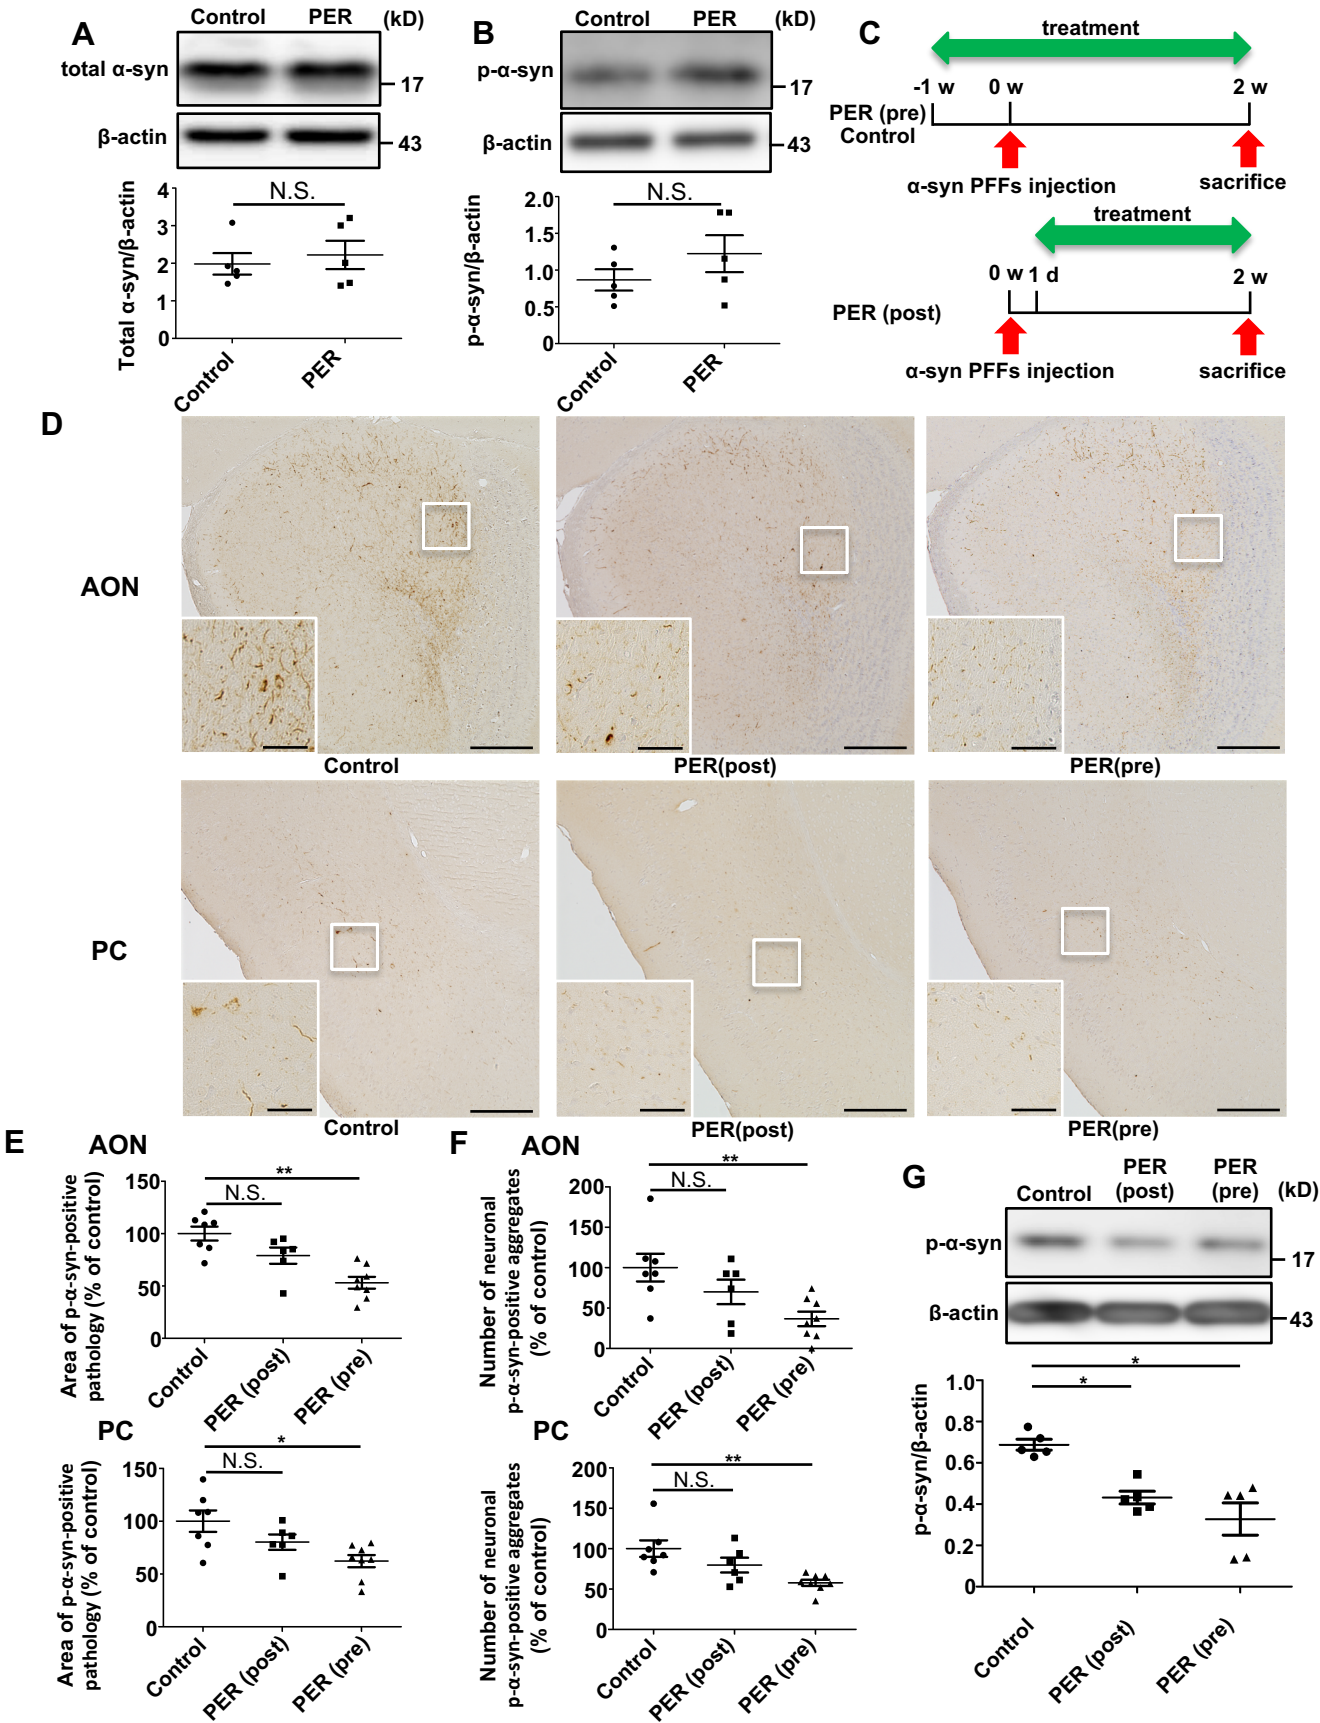 A
Control PER (kD)
total α-syn
17
β-actin
43
Total α-syn/β-actin
4
3
2
1
0
N.S.
Control
PER
B
Control PER (kD)
p-α-syn
17
β-actin
43
p-α-syn/β-actin
2.0
1.5
1.0
0.5
0
N.S.
Control
PER
C
treatment
-1 w 0 w 2 w
PER (pre)
Control
α-syn PFFs injection sacrifice
treatment
0 w 1 d 2 w
PER (post)
α-syn PFFs injection sacrifice
D
AON
Control PER(post) PER(pre)
PC
Control PER(post) PER(pre)
E
AON
Area of p-α-syn-positive
pathology (% of control)
150
100
50
0
**
N.S.
Control
PER (post)
PER (pre)
PC
Area of p-α-syn-positive
pathology (% of control)
150
100
50
0
*
N.S.
Control
PER (post)
PER (pre)
F
AON
Number of neuronal
p-α-syn-positive aggregates
(% of control)
200
150
100
50
0
**
N.S.
Control
PER (post)
PER (pre)
PC
Number of neuronal
p-α-syn-positive aggregates
(% of control)
200
150
100
50
0
**
N.S.
Control
PER (post)
PER (pre)
G
Control PER (post) PER (pre) (kD)
p-α-syn
17
ß-actin
43
p-α-syn/β-actin
1.0
0.8
0.6
0.4
0.2
0
*
*
Control
PER (post)
PER (pre)